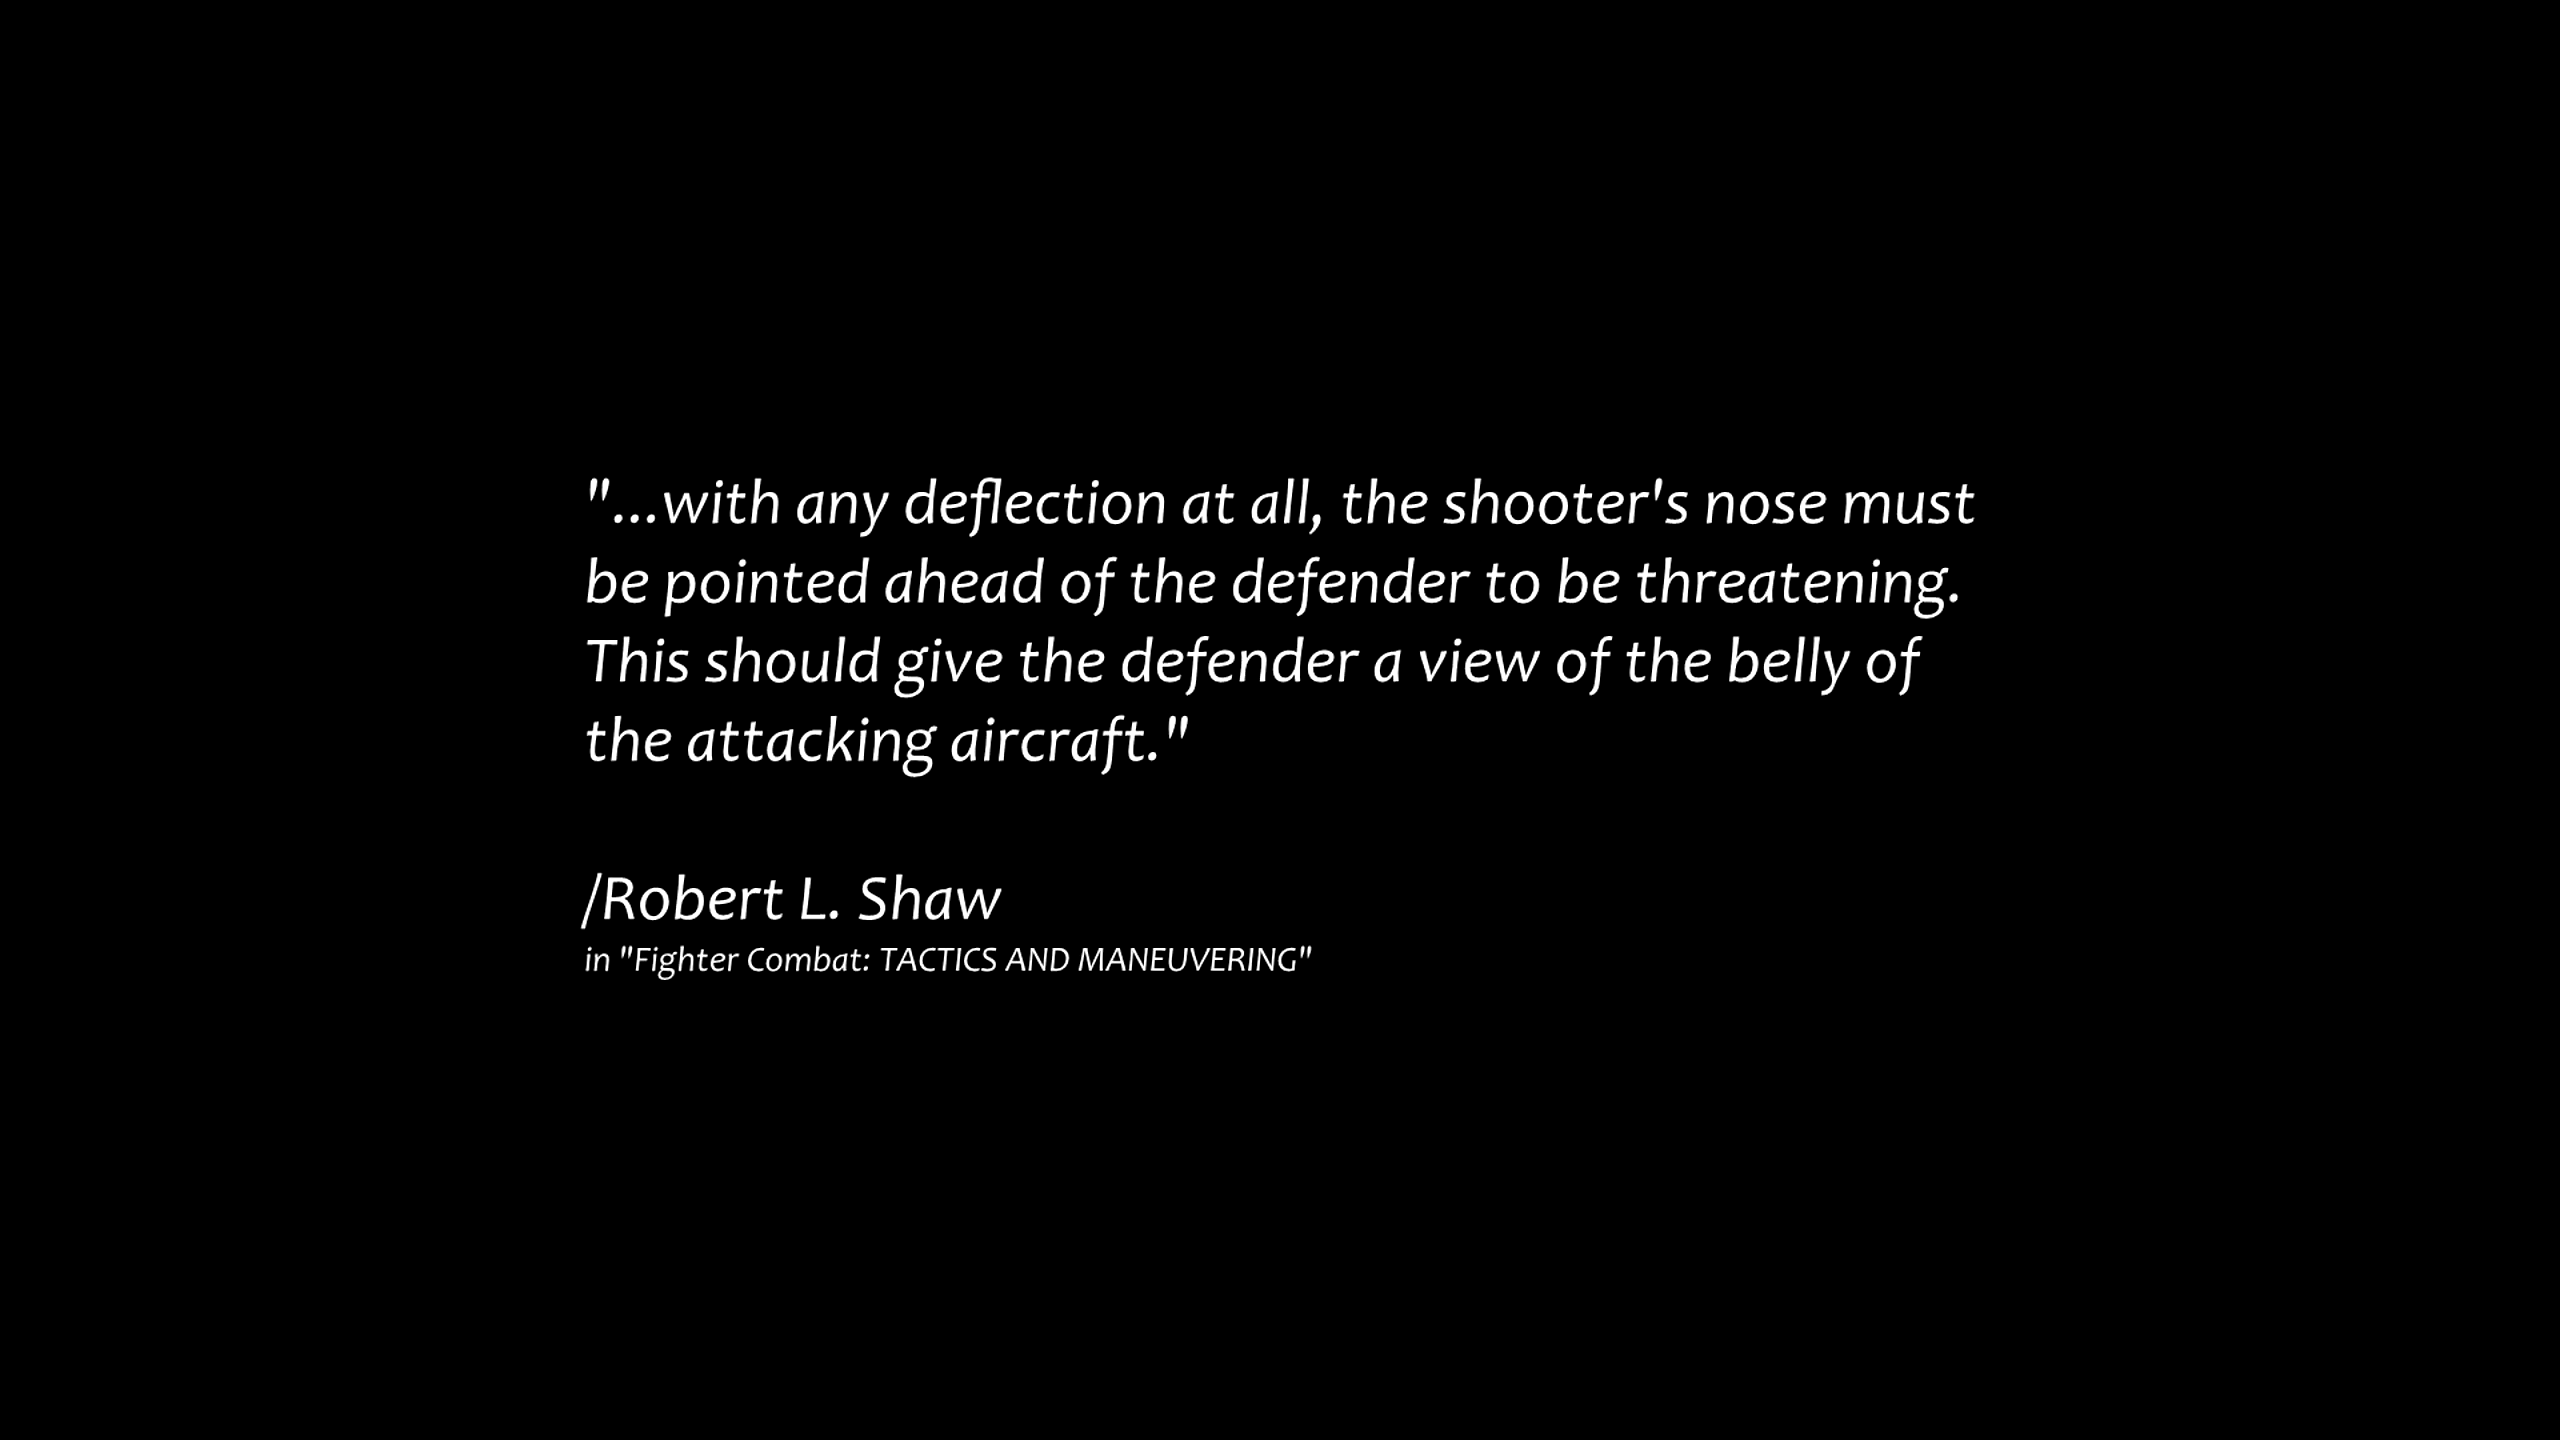 "...with any deflection at all, the shooter's nose must
be pointed ahead of the defender to be threatening.
This should give the defender a view of the belly of
the attacking aircraft."
/Robert L. Shaw
in "Fighter Combat: TACTICS AND MANEUVERING"